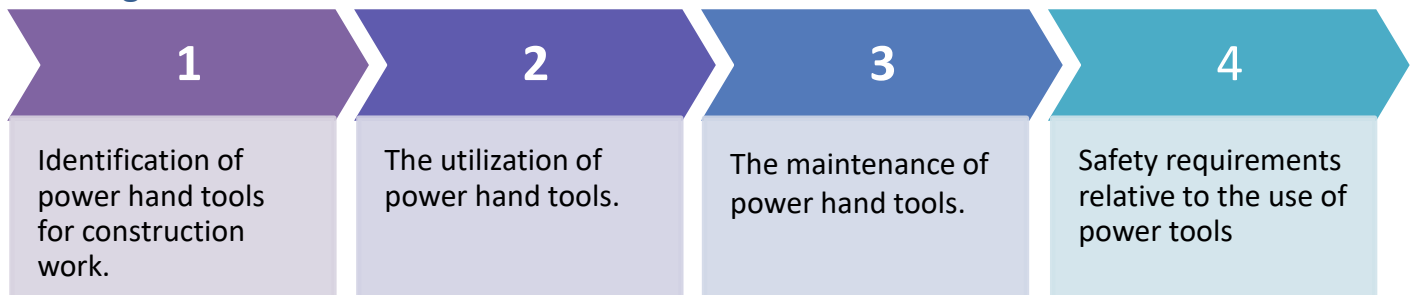 1
2
3
4
Identification of
power hand tools
for construction
work.
The utilization of
power hand tools.
The maintenance of
power hand tools.
Safety requirements
relative to the use of
power tools